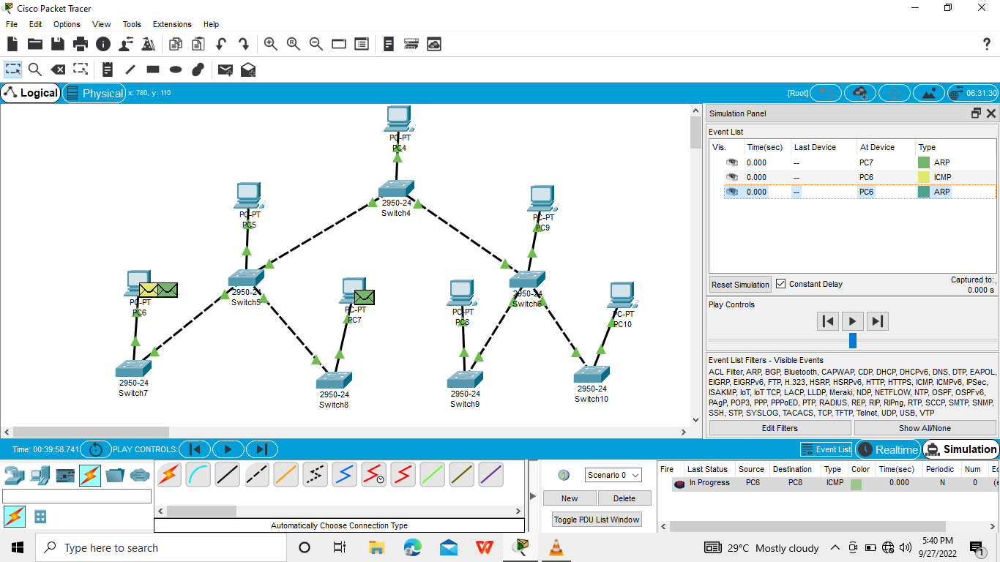 Cisco Packet Tracer
File Edit Options View Tools Extensions Help
?
Logical
Physical
x: 780, y: 110
[Root]
06:31:30
PC-PT
PC4
2950-24
Switch4
PC-PT
PC5
PC-PT
PC9
2950-24
Switch5
2950-24
Switch6
PC-PT
PC6
PC-PT
PC7
PC-PT
PC8
PC-PT
PC10
2950-24
Switch7
2950-24
Switch8
2950-24
Switch9
2950-24
Switch10
Simulation Panel
Event List
Vis. Time(sec) Last Device At Device Type
0.000 -- PC7 ARP
0.000 -- PC6 ICMP
0.000 -- PC6 ARP
Reset Simulation
Constant Delay
Captured to:
0.000 s
Play Controls
Event List Filters - Visible Events
ACL Filter, ARP, BGP, Bluetooth, CAPWAP, CDP, DHCP, DHCPv6, DNS, DTP, EAPOL,
EIGRP, EIGRPv6, FTP, H.323, HSRP, HSRPv6, HTTP, HTTPS, ICMP, ICMPv6, IPSec,
ISAKMP, IoT, IoT TCP, LACP, LLDP, Meraki, NDP, NETFLOW, NTP, OSPF, OSPFv6,
PAgP, POP3, PPP, PPPoED, PTP, RADIUS, REP, RIP, RIPng, RTP, SCCP, SMTP, SNMP,
SSH, STP, SYSLOG, TACACS, TCP, TFTP, Telnet, UDP, USB, VTP
Edit Filters
Show All/None
Time: 00:39:58.741
PLAY CONTROLS:
Event List
Realtime
Simulation
Automatically Choose Connection Type
Scenario 0
New
Delete
Toggle PDU List Window
Fire Last Status Source Destination Type Color Time(sec) Periodic Num Ec
In Progress PC6 PC8 ICMP 0.000 N 0 (e
Type here to search
29°C Mostly cloudy
5:40 PM
9/27/2022
1